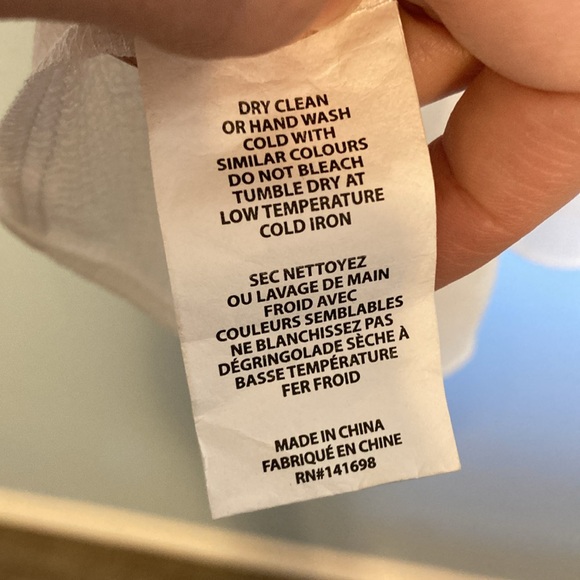 DRY CLEAN
OR HAND WASH
COLD WITH
SIMILAR COLOURS
DO NOT BLEACH
TUMBLE DRY AT
LOW TEMPERATURE
COLD IRON
SEC NETTOYEZ
OU LAVAGE DE MAIN
FROID AVEC
COULEURS SEMBLABLES
NE BLANCHISSEZ PAS
DÉGRINGOLADE SÈCHE À
BASSE TEMPÉRATURE
FER FROID
MADE IN CHINA
FABRIQUÉ EN CHINE
RN#141698